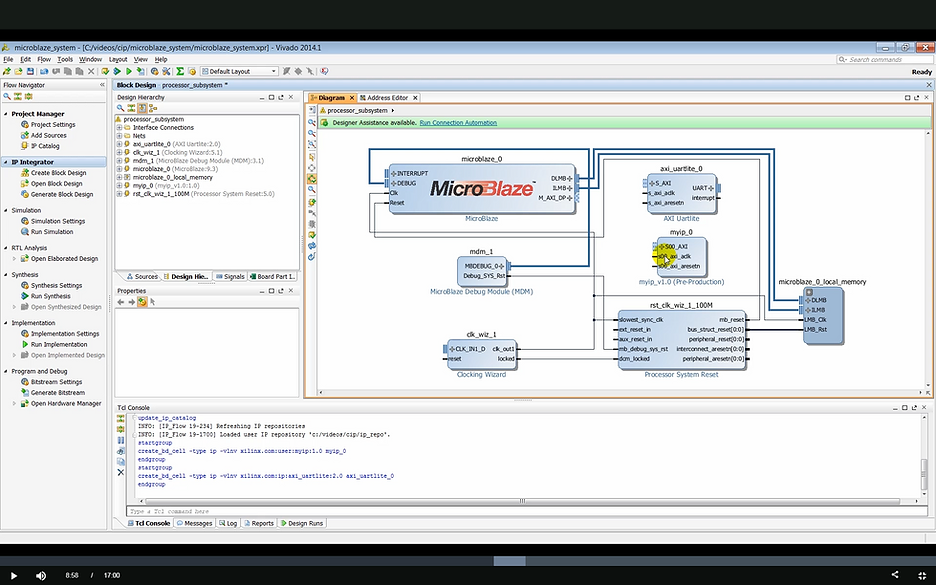 microblaze_system - [C:/videos/cip/microblaze_system/microblaze_system.xpr] - Vivado 2014.1
File Edit Flow Tools Window Layout View Help
Search commands
Default Layout
Ready
Flow Navigator
Project Manager
Project Settings
Add Sources
IP Catalog
IP Integrator
Create Block Design
Open Block Design
Generate Block Design
Simulation
Simulation Settings
Run Simulation
RTL Analysis
Open Elaborated Design
Synthesis
Synthesis Settings
Run Synthesis
Open Synthesized Design
Implementation
Implementation Settings
Run Implementation
Open Implemented Design
Program and Debug
Bitstream Settings
Generate Bitstream
Open Hardware Manager
Block Design processor_subsystem *
Design Hierarchy
processor_subsystem
Interface Connections
Nets
axi_uartlite_0 (AXI Uartlite:2.0)
clk_wiz_1 (Clocking Wizard:5.1)
mdm_1 (MicroBlaze Debug Module (MDM):3.1)
microblaze_0 (MicroBlaze:9.3)
microblaze_0_local_memory
myip_0 (myip_v1.0:1.0)
rst_clk_wiz_1_100M (Processor System Reset:5.0)
Sources Design Hie... Signals Board Part I...
Properties
Diagram Address Editor
processor_subsystem
Designer Assistance available. Run Connection Automation
microblaze_0
INTERRUPT
DEBUG
Clk
Reset
MicroBlaze
DLMB
ILMB
M_AXI_DP
MicroBlaze
axi_uartlite_0
S_AXI
s_axi_aclk
s_axi_aresetn
UART
interrupt
AXI Uartlite
myip_0
S00_AXI
s00_axi_aclk
s00_axi_aresetn
myip_v1.0 (Pre-Production)
mdm_1
MBDEBUG_0
Debug_SYS_Rst
MicroBlaze Debug Module (MDM)
microblaze_0_local_memory
DLMB
ILMB
LMB_Clk
LMB_Rst
rst_clk_wiz_1_100M
slowest_sync_clk
ext_reset_in
aux_reset_in
mb_debug_sys_rst
dcm_locked
mb_reset
bus_struct_reset[0:0]
peripheral_reset[0:0]
interconnect_aresetn[0:0]
peripheral_aresetn[0:0]
Processor System Reset
clk_wiz_1
CLK_IN1_D
reset
clk_out1
locked
Clocking Wizard
Tcl Console
update_ip_catalog
INFO: [IP_Flow 19-234] Refreshing IP repositories
INFO: [IP_Flow 19-1700] Loaded user IP repository 'c:/videos/cip/ip_repo'.
startgroup
create_bd_cell -type ip -vlnv xilinx.com:user:myip:1.0 myip_0
endgroup
startgroup
create_bd_cell -type ip -vlnv xilinx.com:ip:axi_uartlite:2.0 axi_uartlite_0
endgroup
Type a Tcl command here
Tcl Console Messages Log Reports Design Runs
8:58 / 17:00